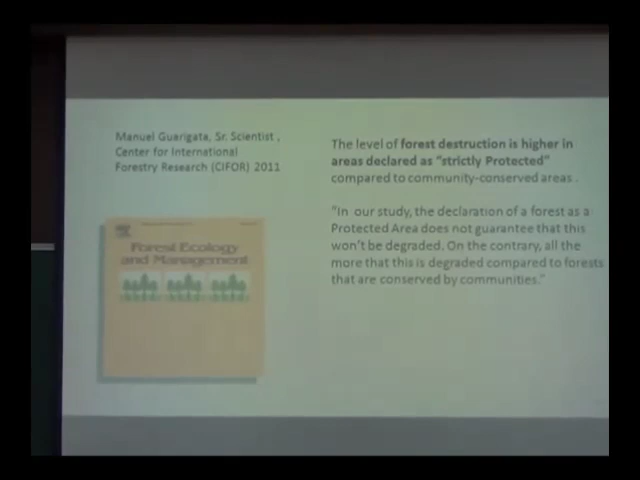 Manuel Guarigata, Sr. Scientist ,
Center for International
Forestry Research (CIFOR) 2011
The level of forest destruction is higher in
areas declared as "strictly Protected"
compared to community-conserved areas .
"In our study, the declaration of a forest as a
Protected Area does not guarantee that this
won't be degraded. On the contrary, all the
more that this is degraded compared to forests
that are conserved by communities."
Forest Ecology
and Management